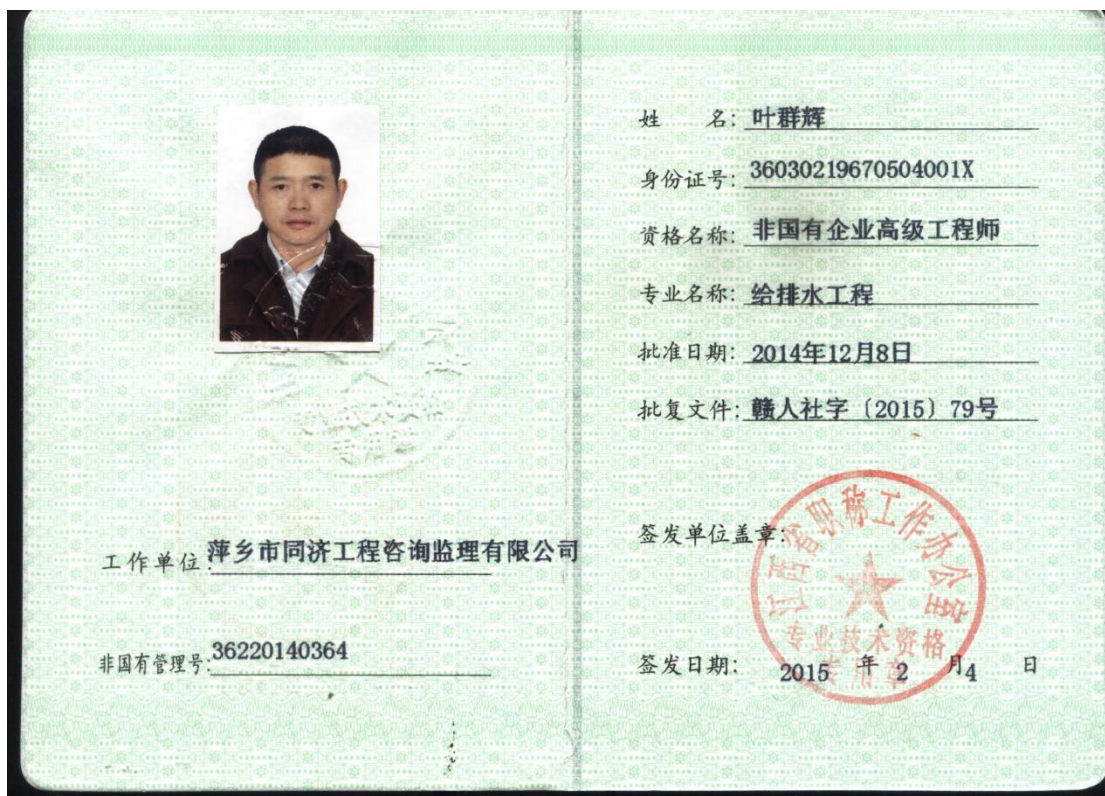 工作单位:萍乡市同济工程咨询监理有限公司
非国有管理号:36220140364
姓 名:叶群辉
身份证号:36030219670504001X
资格名称:非国有企业高级工程师
专业名称:给排水工程
批准日期:2014年12月8日
批复文件:赣人社字〔2015〕79号
签发单位盖章:
江西省职称工作办公室
专业技术资格
专用章
签发日期: 2015 年 2 月4 日